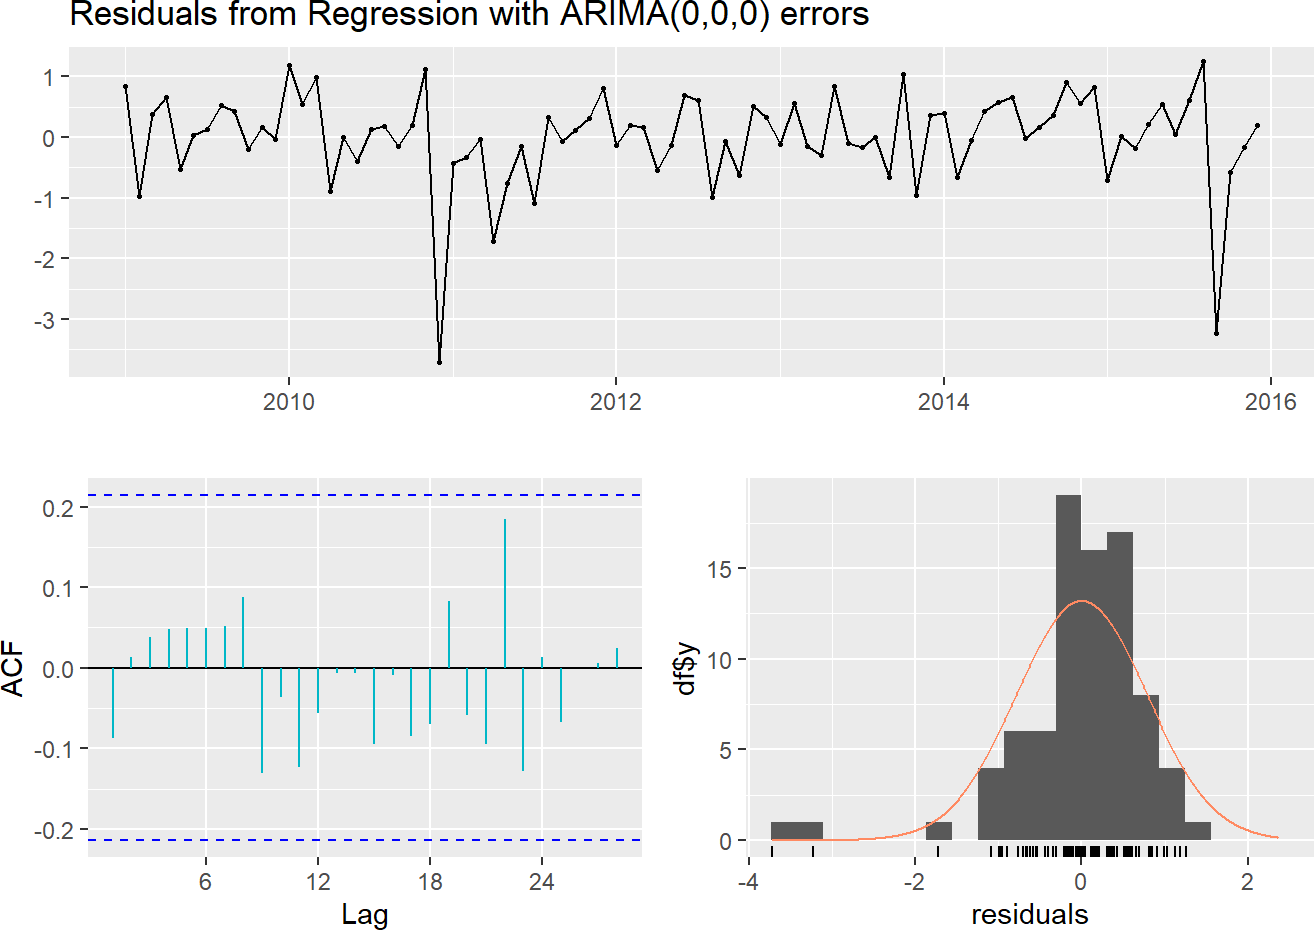 Residuals from Regression with ARIMA(0,0,0) errors
1
0
-1
-2
-3
2010 2012 2014 2016
ACF
0.2
0.1
0.0
-0.1
-0.2
6 12 18 24
Lag
df$y
15
10
5
0
-4 -2 0 2
residuals